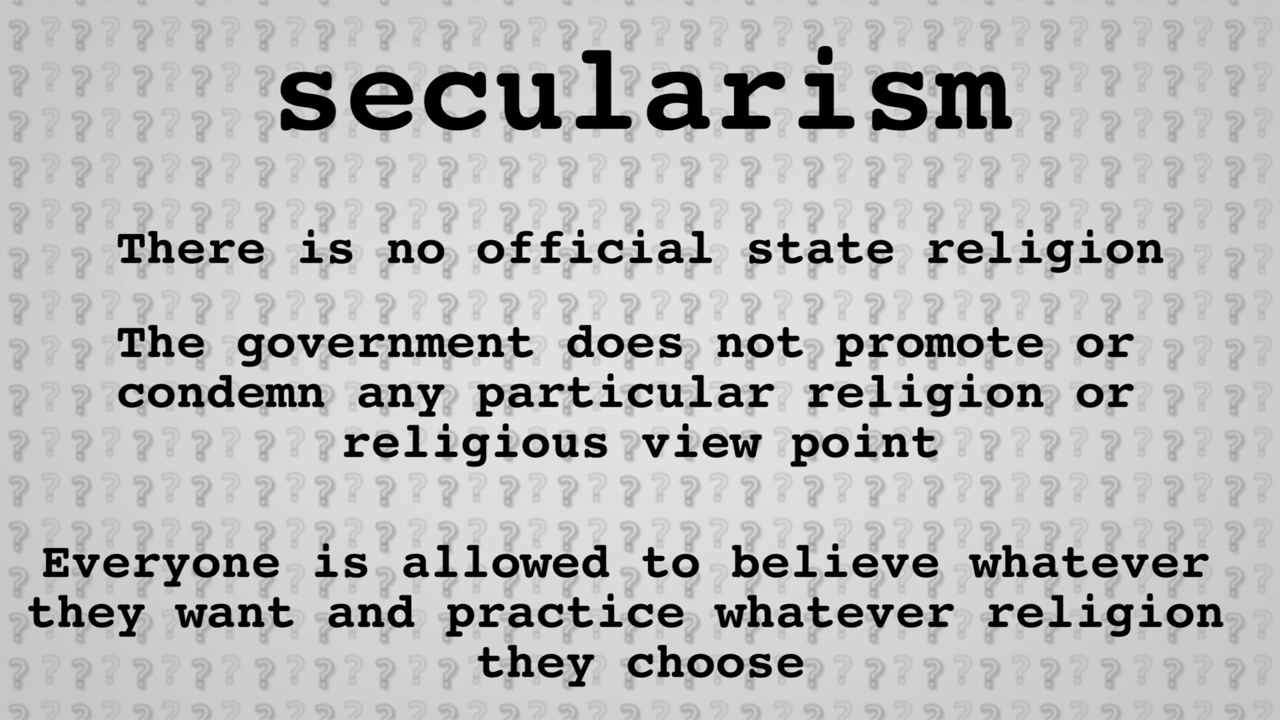 secularism
There is no official state religion
The government does not promote or
condemn any particular religion or
religious view point
Everyone is allowed to believe whatever
they want and practice whatever religion
they choose